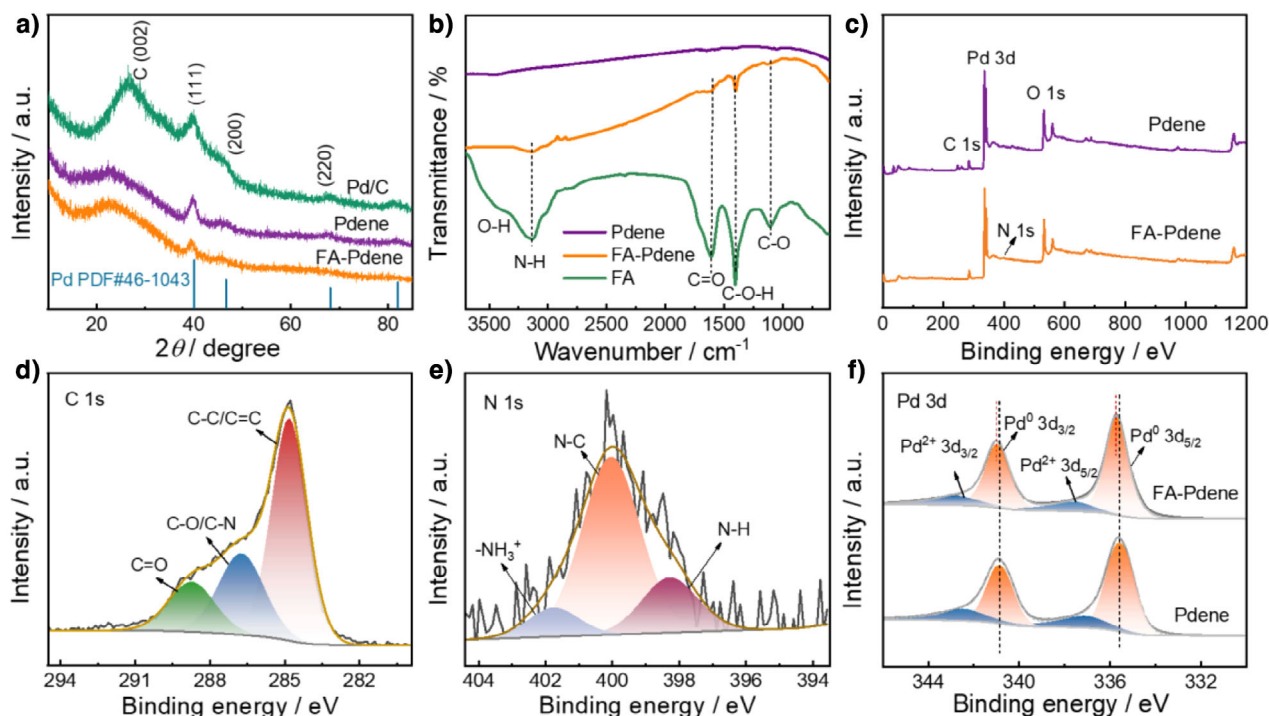 a)
C (002)
(111)
(200)
(220)
Pd/C
Pdene
FA-Pdene
Pd PDF#46-1043
Intensity / a.u.
20 40 60 80
2θ / degree
b)
Transmittance / %
O-H
N-H
C=O
C-O-H
C-O
Pdene
FA-Pdene
FA
3500 3000 2500 2000 1500 1000
Wavenumber / cm⁻¹
c)
Intensity / a.u.
Pd 3d
O 1s
C 1s
Pdene
N 1s
FA-Pdene
0 200 400 600 800 1000 1200
Binding energy / eV
d)
C 1s
C-C/C=C
C-O/C-N
C=O
Intensity / a.u.
294 291 288 285 282
Binding energy / eV
e)
N 1s
N-C
-NH₃⁺
N-H
Intensity / a.u.
404 402 400 398 396 394
Binding energy / eV
f)
Pd 3d
Pd⁰ 3d₃/₂
Pd²⁺ 3d₃/₂
Pd²⁺ 3d₅/₂
Pd⁰ 3d₅/₂
FA-Pdene
Pdene
Intensity / a.u.
344 340 336 332
Binding energy / eV